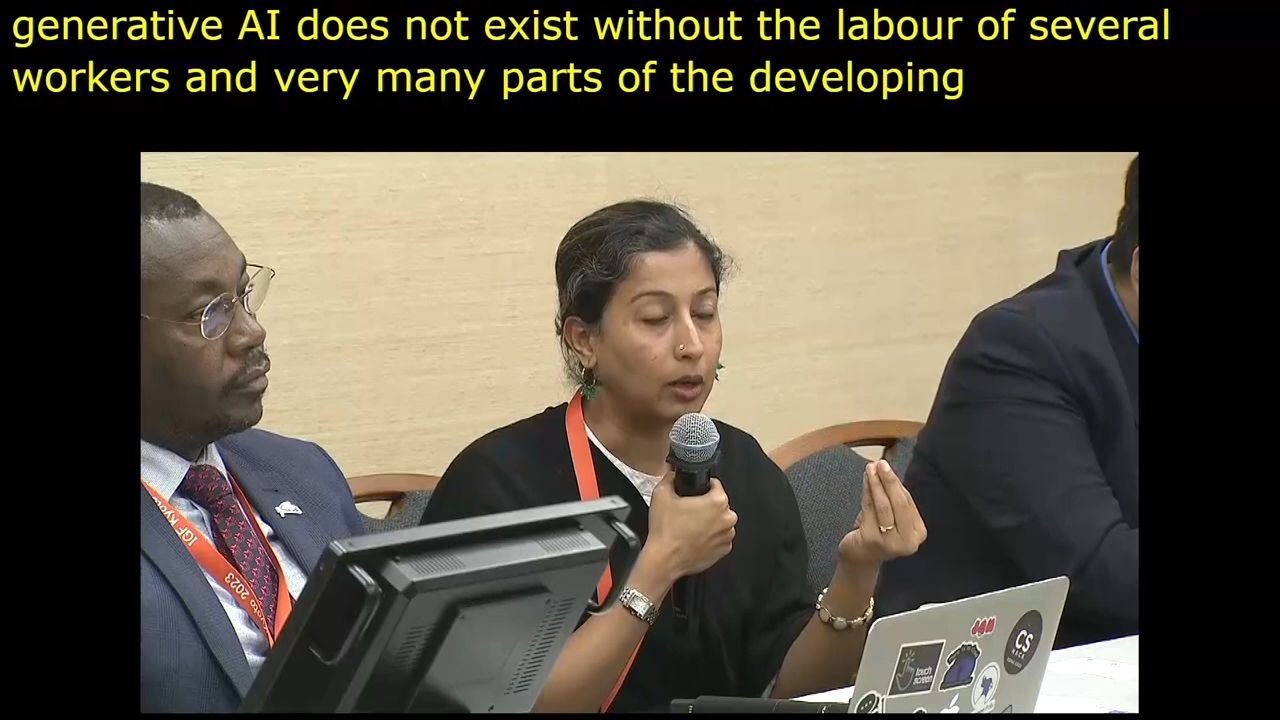 generative AI does not exist without the labour of several
workers and very many parts of the developing
IGF Kyoto 2023
touch
screen
CS
HACK